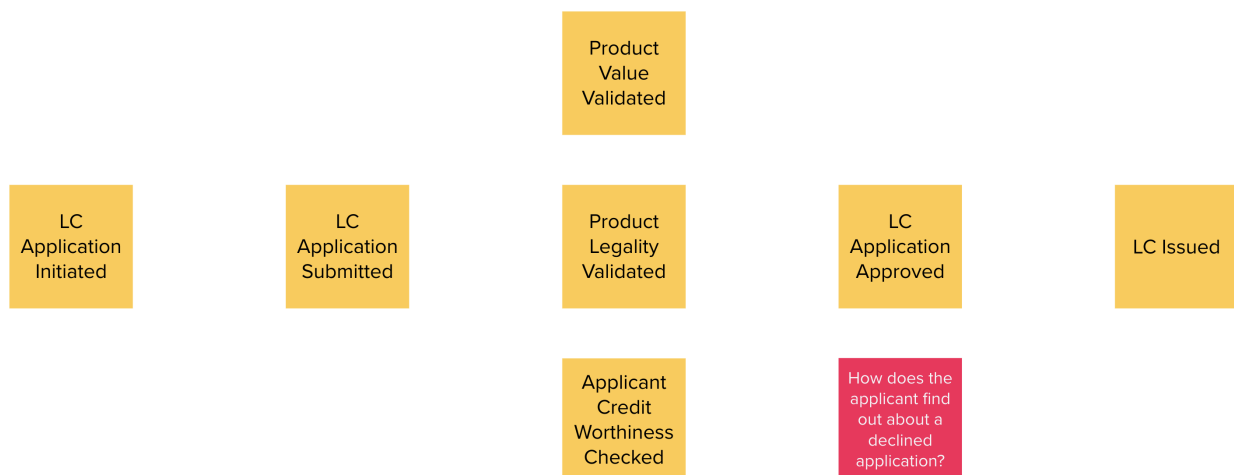 Product
Value
Validated
LC
Application
Initiated
LC
Application
Submitted
Product
Legality
Validated
LC
Application
Approved
LC Issued
Applicant
Credit
Worthiness
Checked
How does the
applicant find
out about a
declined
application?